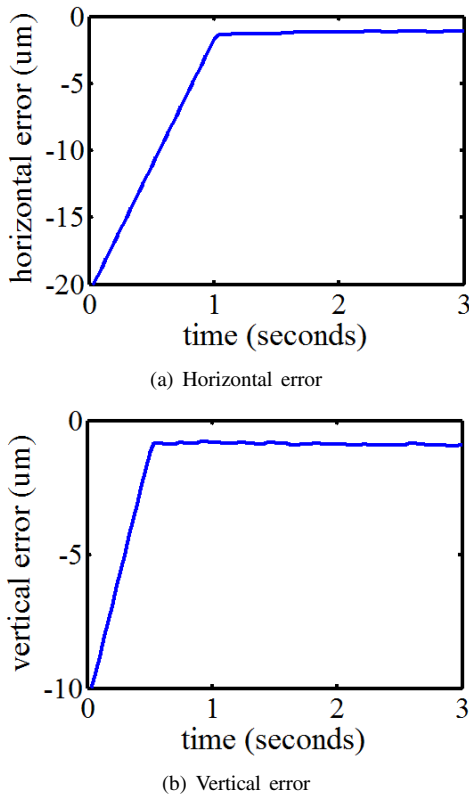 0
-5
-10
-15
-20
horizontal error (um)
0 1 2 3
time (seconds)
(a) Horizontal error
0
-5
-10
vertical error (um)
0 1 2 3
time (seconds)
(b) Vertical error